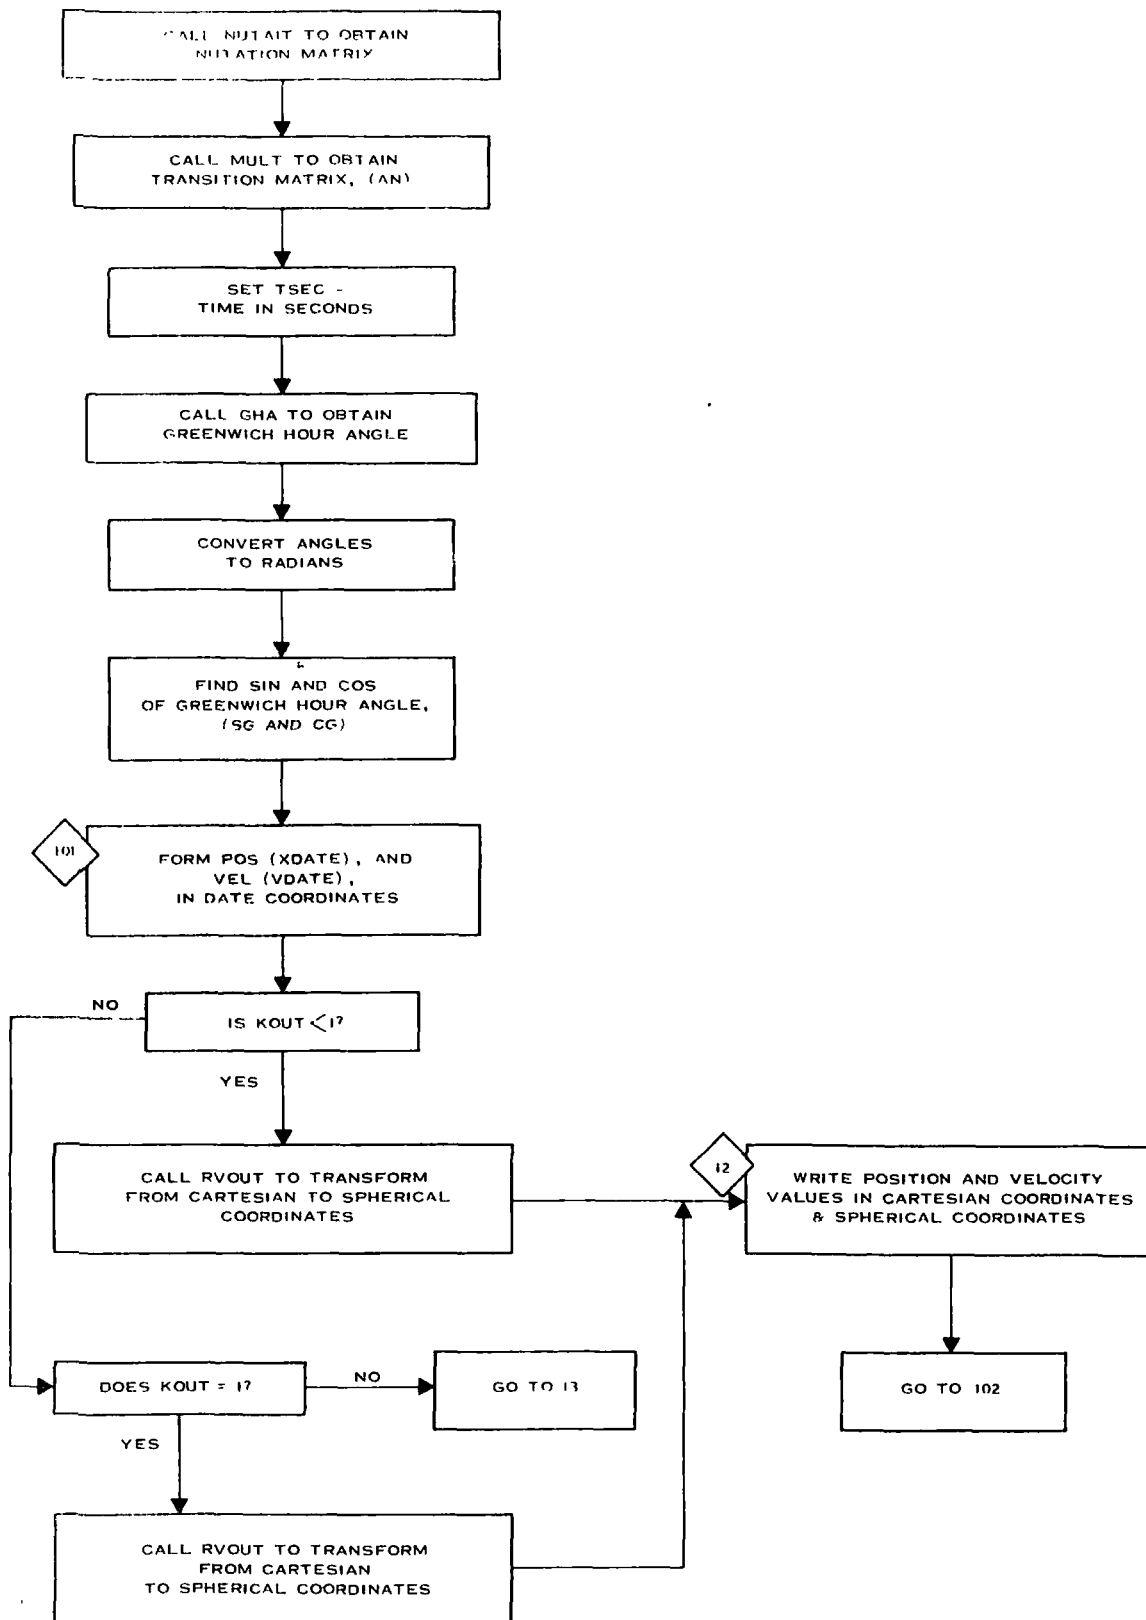 CALL NUTAIT TO OBTAIN
NUTATION MATRIX
CALL MULT TO OBTAIN
TRANSITION MATRIX, (AN)
SET TSEC -
TIME IN SECONDS
CALL GHA TO OBTAIN
GREENWICH HOUR ANGLE
CONVERT ANGLES
TO RADIANS
FIND SIN AND COS
OF GREENWICH HOUR ANGLE,
(SG AND CG)
101
FORM POS (XDATE), AND
VEL (VDATE),
IN DATE COORDINATES
NO
IS KOUT < 1?
YES
CALL RVOUT TO TRANSFORM
FROM CARTESIAN TO SPHERICAL
COORDINATES
12
WRITE POSITION AND VELOCITY
VALUES IN CARTESIAN COORDINATES
& SPHERICAL COORDINATES
DOES KOUT = 1?
NO
GO TO 13
GO TO 102
YES
CALL RVOUT TO TRANSFORM
FROM CARTESIAN
TO SPHERICAL COORDINATES